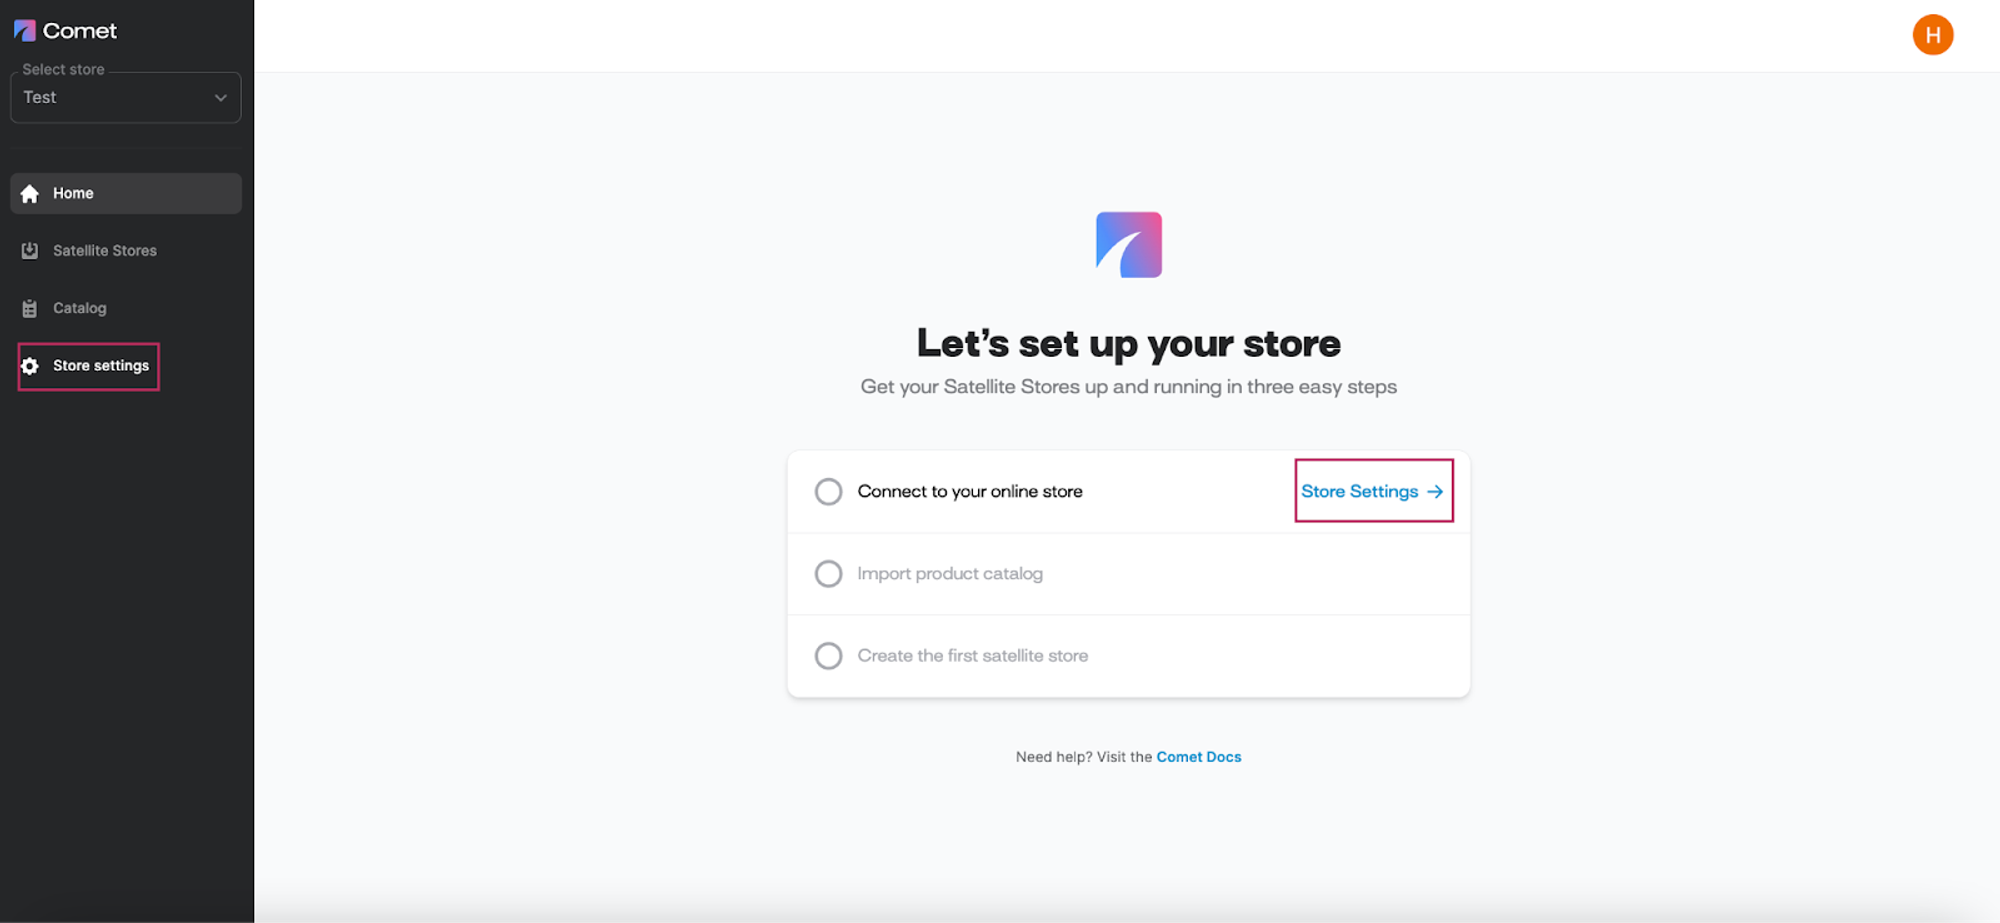 Comet
Select store
Test
Home
Satellite Stores
Catalog
Store settings
H
Let's set up your store
Get your Satellite Stores up and running in three easy steps
Connect to your online store
Store Settings →
Import product catalog
Create the first satellite store
Need help? Visit the Comet Docs